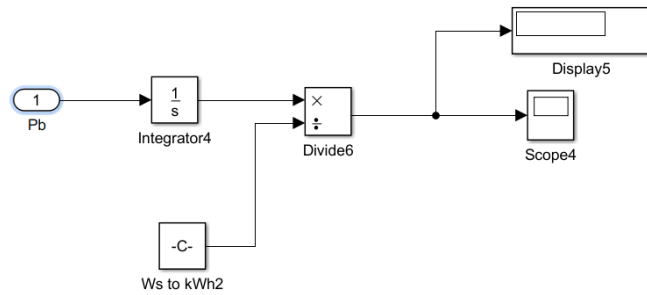 1
Pb
1
s
Integrator4
×
÷
Divide6
Display5
Scope4
-C-
Ws to kWh2